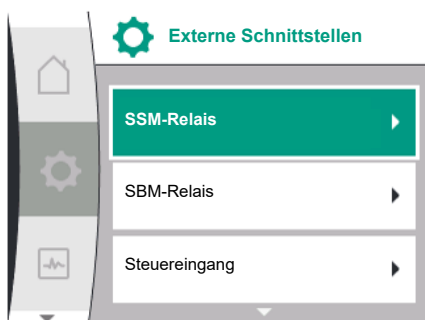 Externe Schnittstellen
SSM-Relais
SBM-Relais
Steuereingang